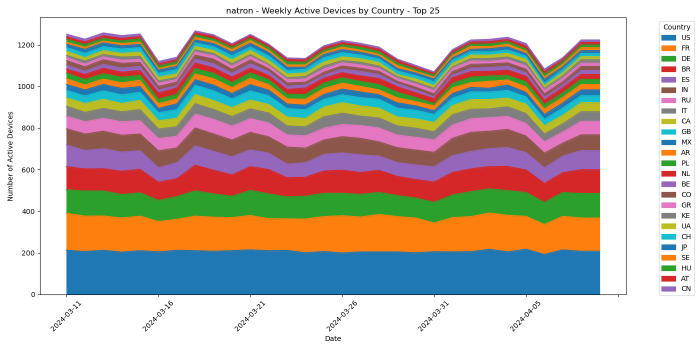 natron - Weekly Active Devices by Country - Top 25
Number of Active Devices
1200
1000
800
600
400
200
0
2024-03-11
2024-03-16
2024-03-21
2024-03-26
2024-03-31
2024-04-05
Date
Country
US
FR
DE
BR
ES
IN
RU
IT
CA
GB
MX
AR
PL
NL
BE
CO
GR
KE
UA
CH
JP
SE
HU
AT
CN